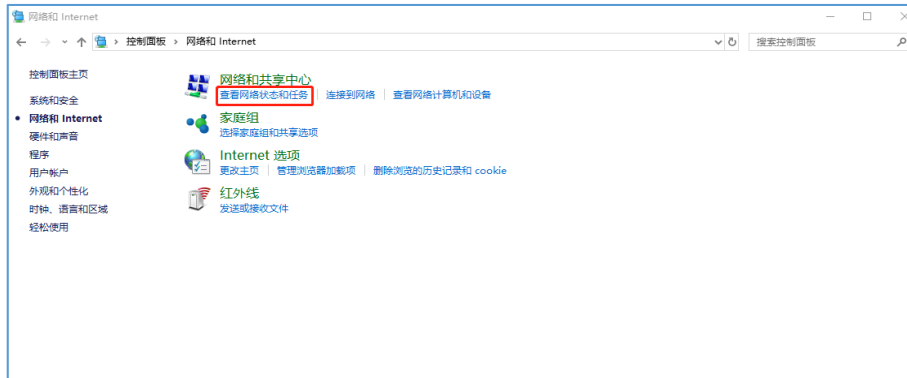 网络和 Internet
控制面板 › 网络和 Internet
搜索控制面板
控制面板主页
系统和安全
网络和 Internet
硬件和声音
程序
用户帐户
外观和个性化
时钟、语言和区域
轻松使用
网络和共享中心
查看网络状态和任务 连接到网络 查看网络计算机和设备
家庭组
选择家庭组和共享选项
Internet 选项
更改主页 管理浏览器加载项 删除浏览的历史记录和 cookie
红外线
发送或接收文件